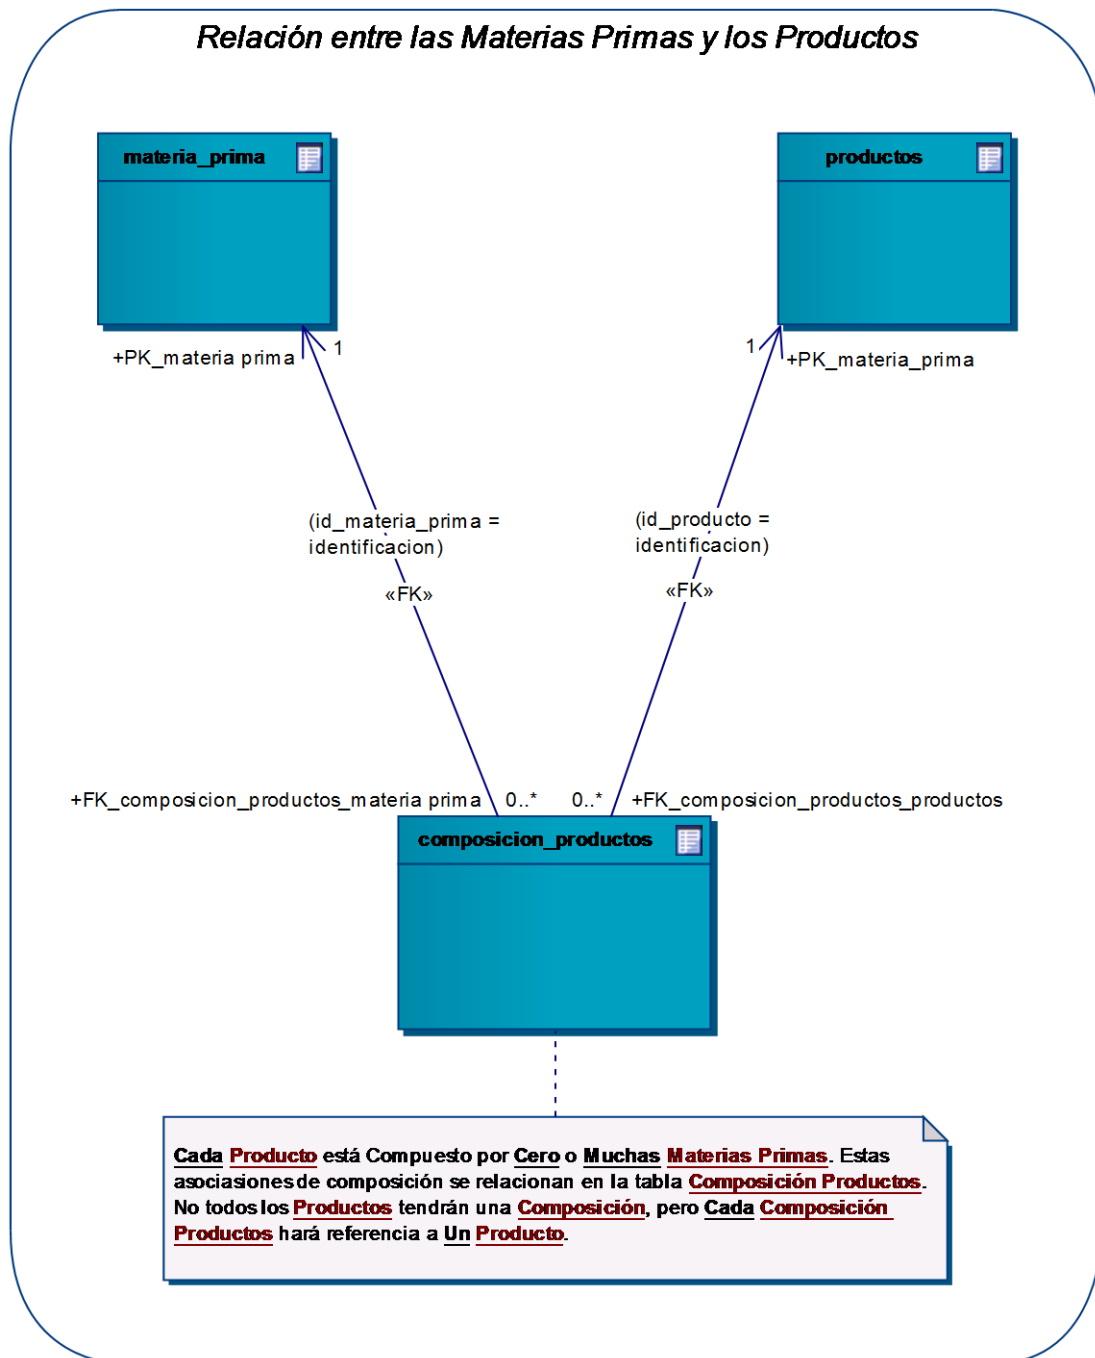 Relación entre las Materias Primas y los Productos
materia_prima
productos
1
+PK_materia prima
1
+PK_materia_prima
(id_materia_prima =
identificacion)
«FK»
(id_producto =
identificacion)
«FK»
+FK_composicion_productos_materia prima
0..*
0..*
+FK_composicion_productos_productos
composicion_productos
Cada Producto está Compuesto por Cero o Muchas Materias Primas. Estas
asociasiones de composición se relacionan en la tabla Composición Productos.
No todos los Productos tendrán una Composición, pero Cada Composición
Productos hará referencia a Un Producto.